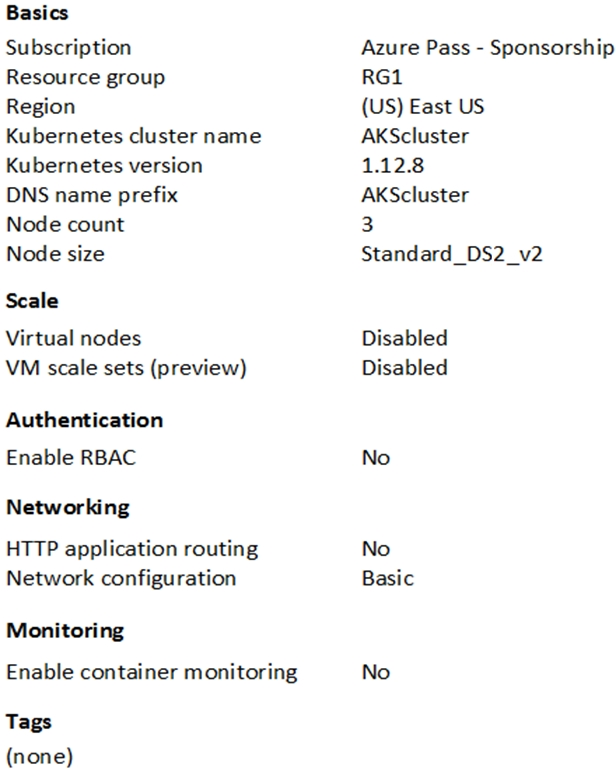 Basics
Subscription Azure Pass - Sponsorship
Resource group RG1
Region (US) East US
Kubernetes cluster name AKScluster
Kubernetes version 1.12.8
DNS name prefix AKScluster
Node count 3
Node size Standard_DS2_v2
Scale
Virtual nodes Disabled
VM scale sets (preview) Disabled
Authentication
Enable RBAC No
Networking
HTTP application routing No
Network configuration Basic
Monitoring
Enable container monitoring No
Tags
(none)